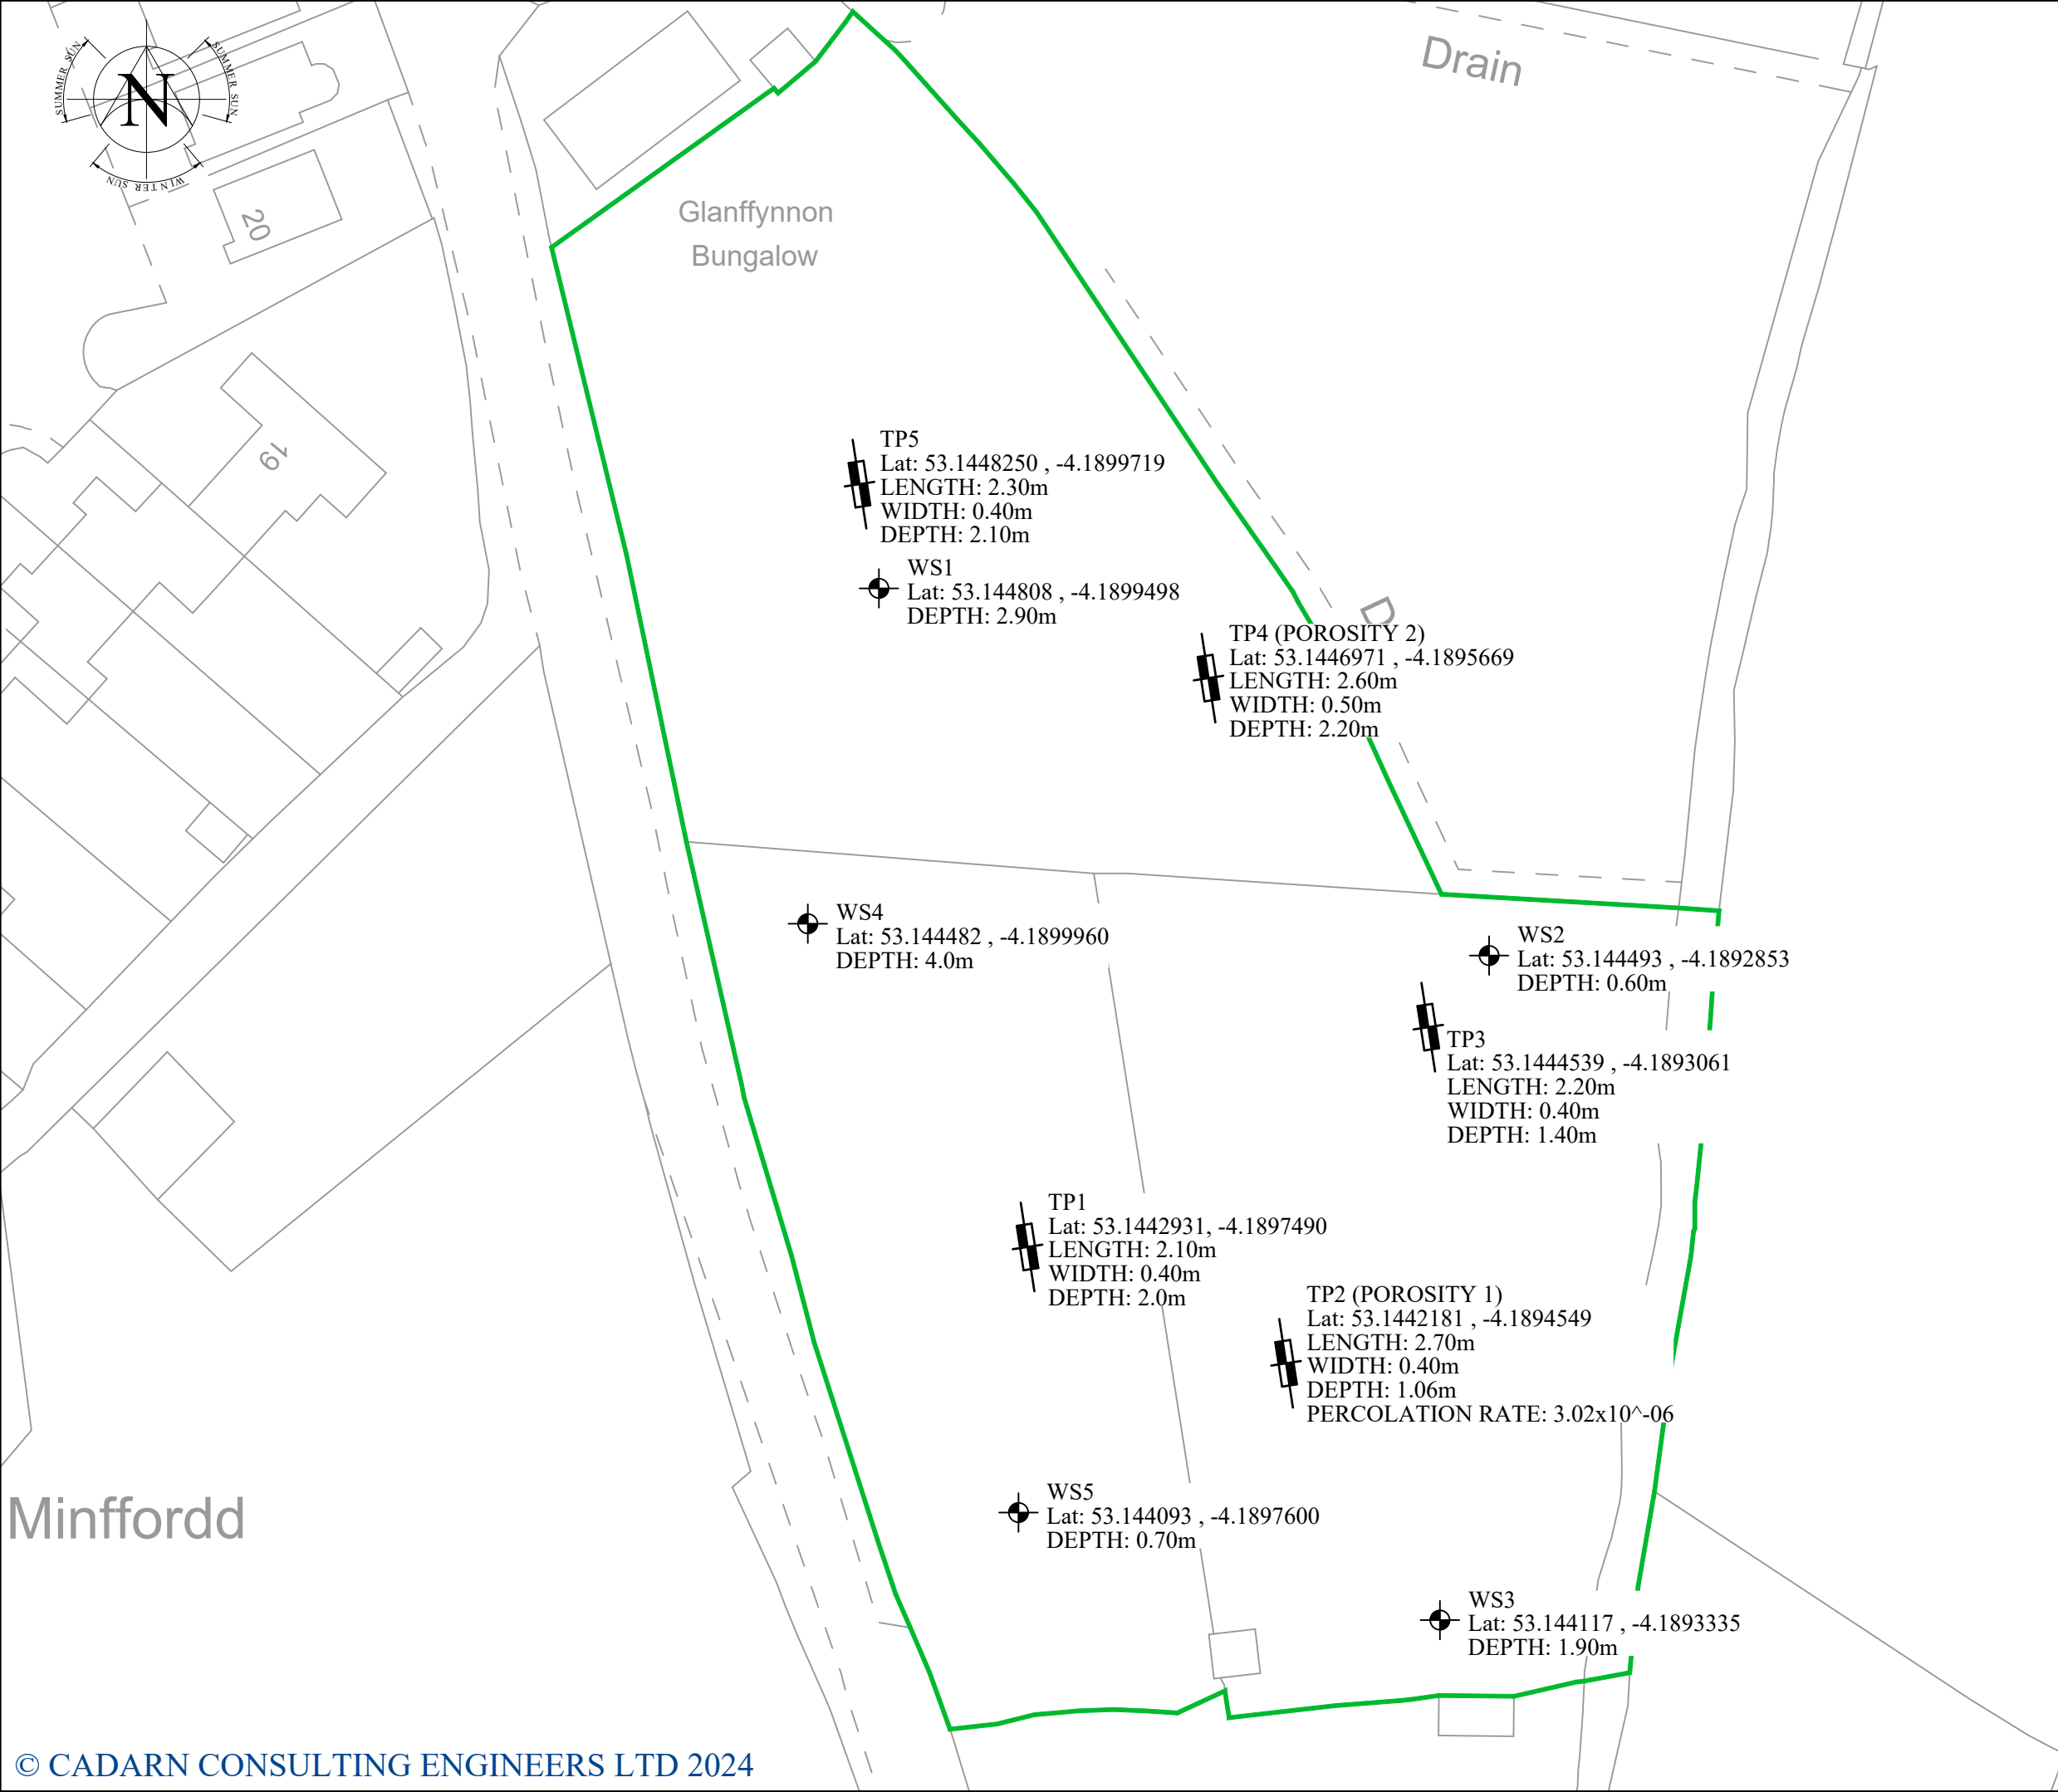 SUMMER SUN
SUMMER SUN
N
WINTER SUN
Drain
20
Glanffynnon
Bungalow
19
TP5
Lat: 53.1448250 , -4.1899719
LENGTH: 2.30m
WIDTH: 0.40m
DEPTH: 2.10m
WS1
Lat: 53.144808 , -4.1899498
DEPTH: 2.90m
D
TP4 (POROSITY 2)
Lat: 53.1446971 , -4.1895669
LENGTH: 2.60m
WIDTH: 0.50m
DEPTH: 2.20m
WS4
Lat: 53.144482 , -4.1899960
DEPTH: 4.0m
WS2
Lat: 53.144493 , -4.1892853
DEPTH: 0.60m
TP3
Lat: 53.1444539 , -4.1893061
LENGTH: 2.20m
WIDTH: 0.40m
DEPTH: 1.40m
TP1
Lat: 53.1442931, -4.1897490
LENGTH: 2.10m
WIDTH: 0.40m
DEPTH: 2.0m
TP2 (POROSITY 1)
Lat: 53.1442181 , -4.1894549
LENGTH: 2.70m
WIDTH: 0.40m
DEPTH: 1.06m
PERCOLATION RATE: 3.02x10^-06
WS5
Lat: 53.144093 , -4.1897600
DEPTH: 0.70m
Minffordd
WS3
Lat: 53.144117 , -4.1893335
DEPTH: 1.90m
© CADARN CONSULTING ENGINEERS LTD 2024